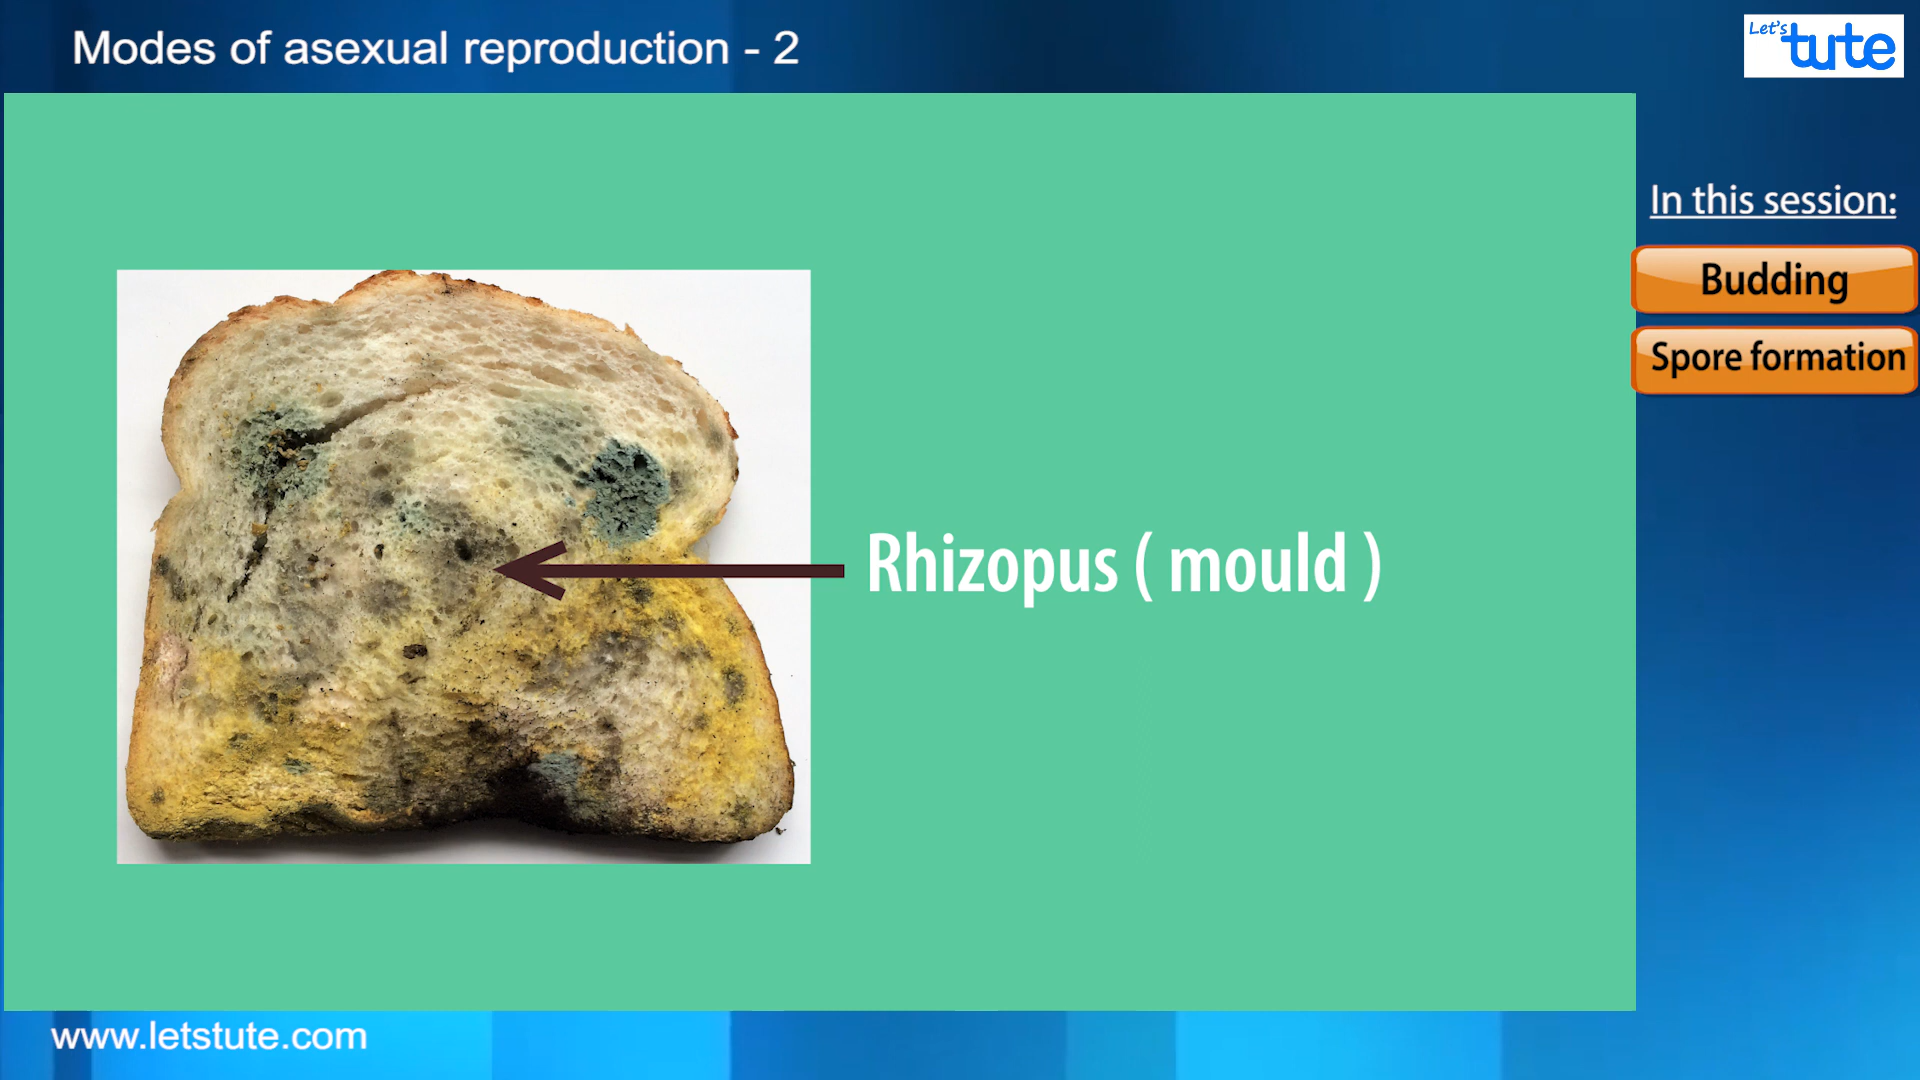 Modes of asexual reproduction - 2
Let's tute
In this session:
Budding
Spore formation
Rhizopus ( mould )
www.letstute.com